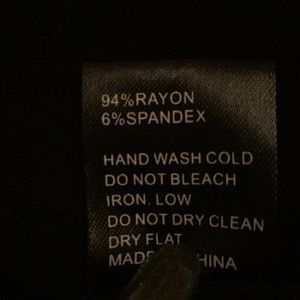 94%RAYON
6%SPANDEX
HAND WASH COLD
DO NOT BLEACH
IRON, LOW
DO NOT DRY CLEAN
DRY FLAT
MADE CHINA